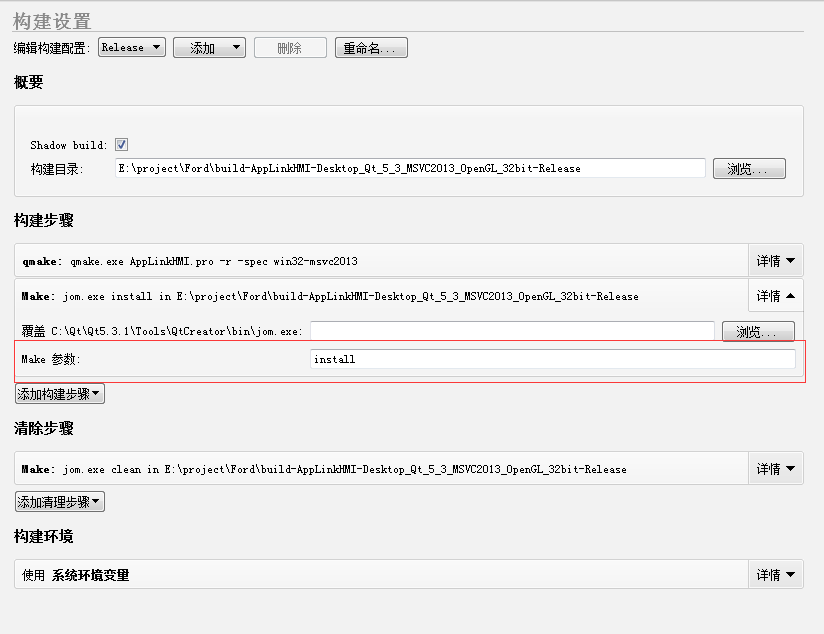 构建设置
编辑构建配置: Release 添加 删除 重命名...
概要
Shadow build:
构建目录: E:\project\Ford\build-AppLinkHMI-Desktop_Qt_5_3_MSVC2013_OpenGL_32bit-Release 浏览...
构建步骤
qmake: qmake.exe AppLinkHMI.pro -r -spec win32-msvc2013 详情
Make: jom.exe install in E:\project\Ford\build-AppLinkHMI-Desktop_Qt_5_3_MSVC2013_OpenGL_32bit-Release 详情
覆盖 C:\Qt\Qt5.3.1\Tools\QtCreator\bin\jom.exe: 浏览...
Make 参数: install
添加构建步骤
清除步骤
Make: jom.exe clean in E:\project\Ford\build-AppLinkHMI-Desktop_Qt_5_3_MSVC2013_OpenGL_32bit-Release 详情
添加清理步骤
构建环境
使用 系统环境变量 详情